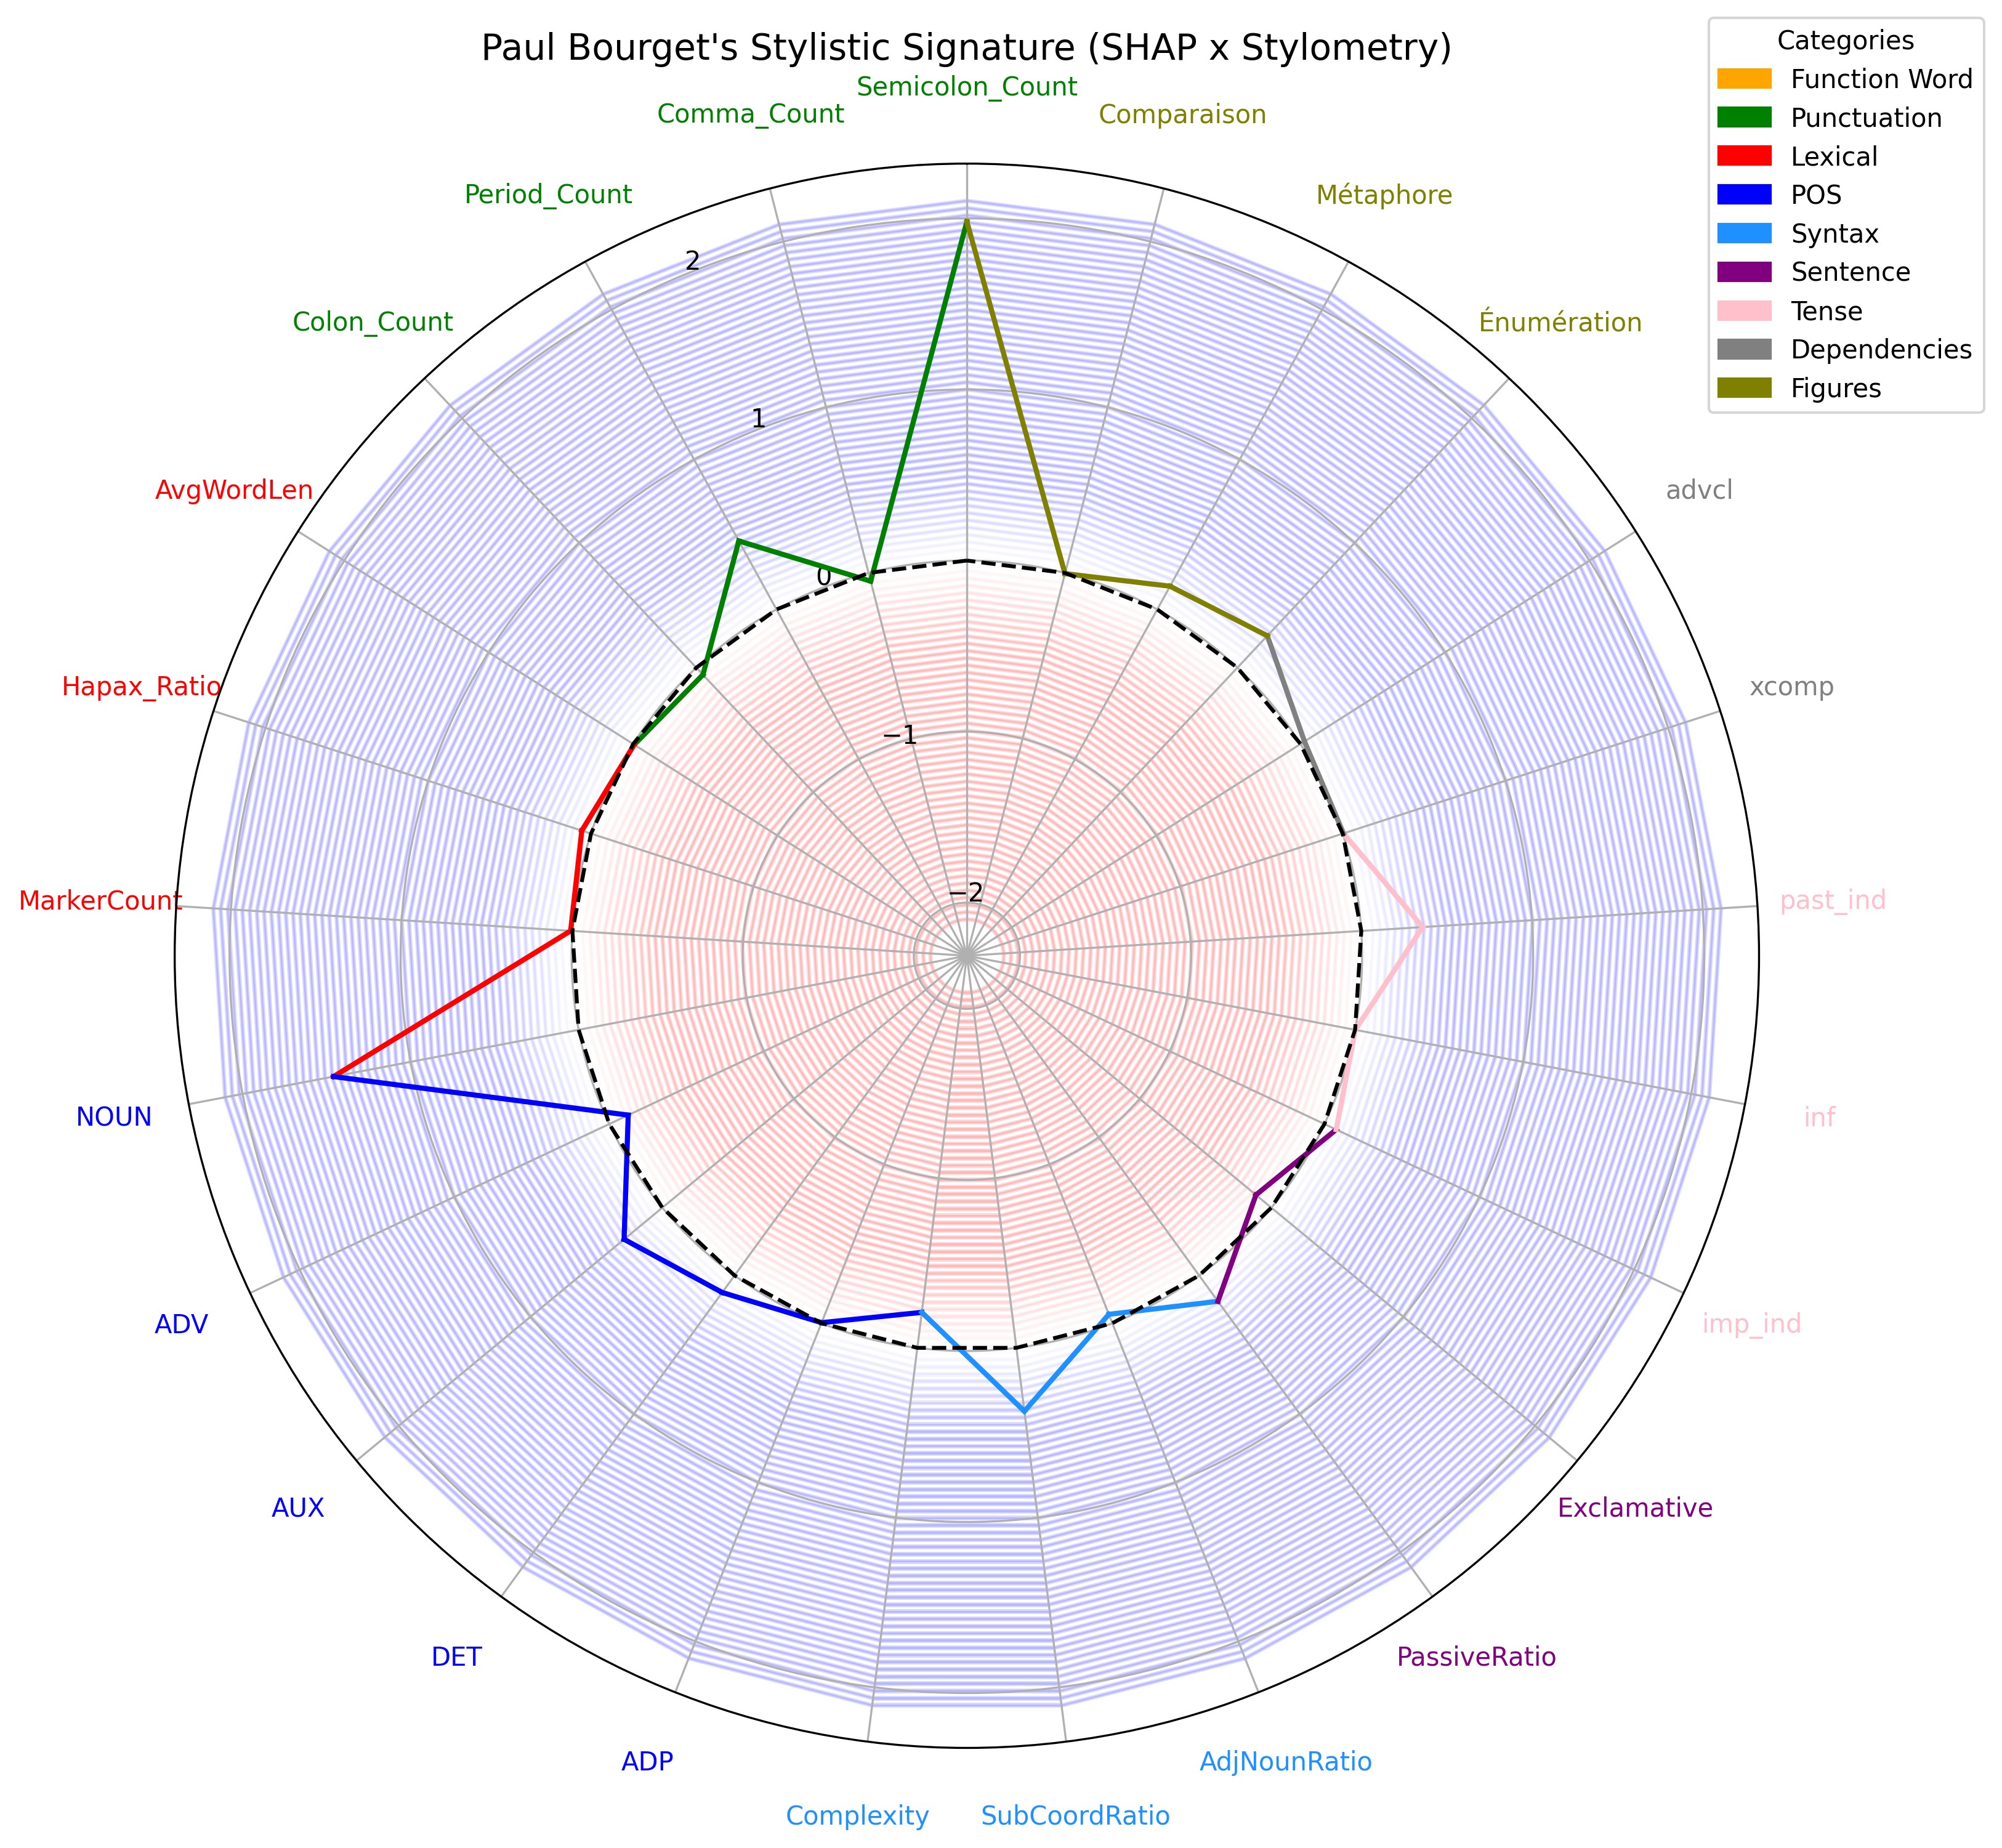 Paul Bourget's Stylistic Signature (SHAP x Stylometry)
Categories
Function Word
Punctuation
Lexical
POS
Syntax
Sentence
Tense
Dependencies
Figures
Semicolon_Count
Comma_Count
Comparaison
Period_Count
Métaphore
Colon_Count
Énumération
AvgWordLen
advcl
Hapax_Ratio
xcomp
MarkerCount
past_ind
NOUN
inf
ADV
imp_ind
AUX
Exclamative
DET
PassiveRatio
ADP
AdjNounRatio
Complexity
SubCoordRatio
2
1
0
−1
−2